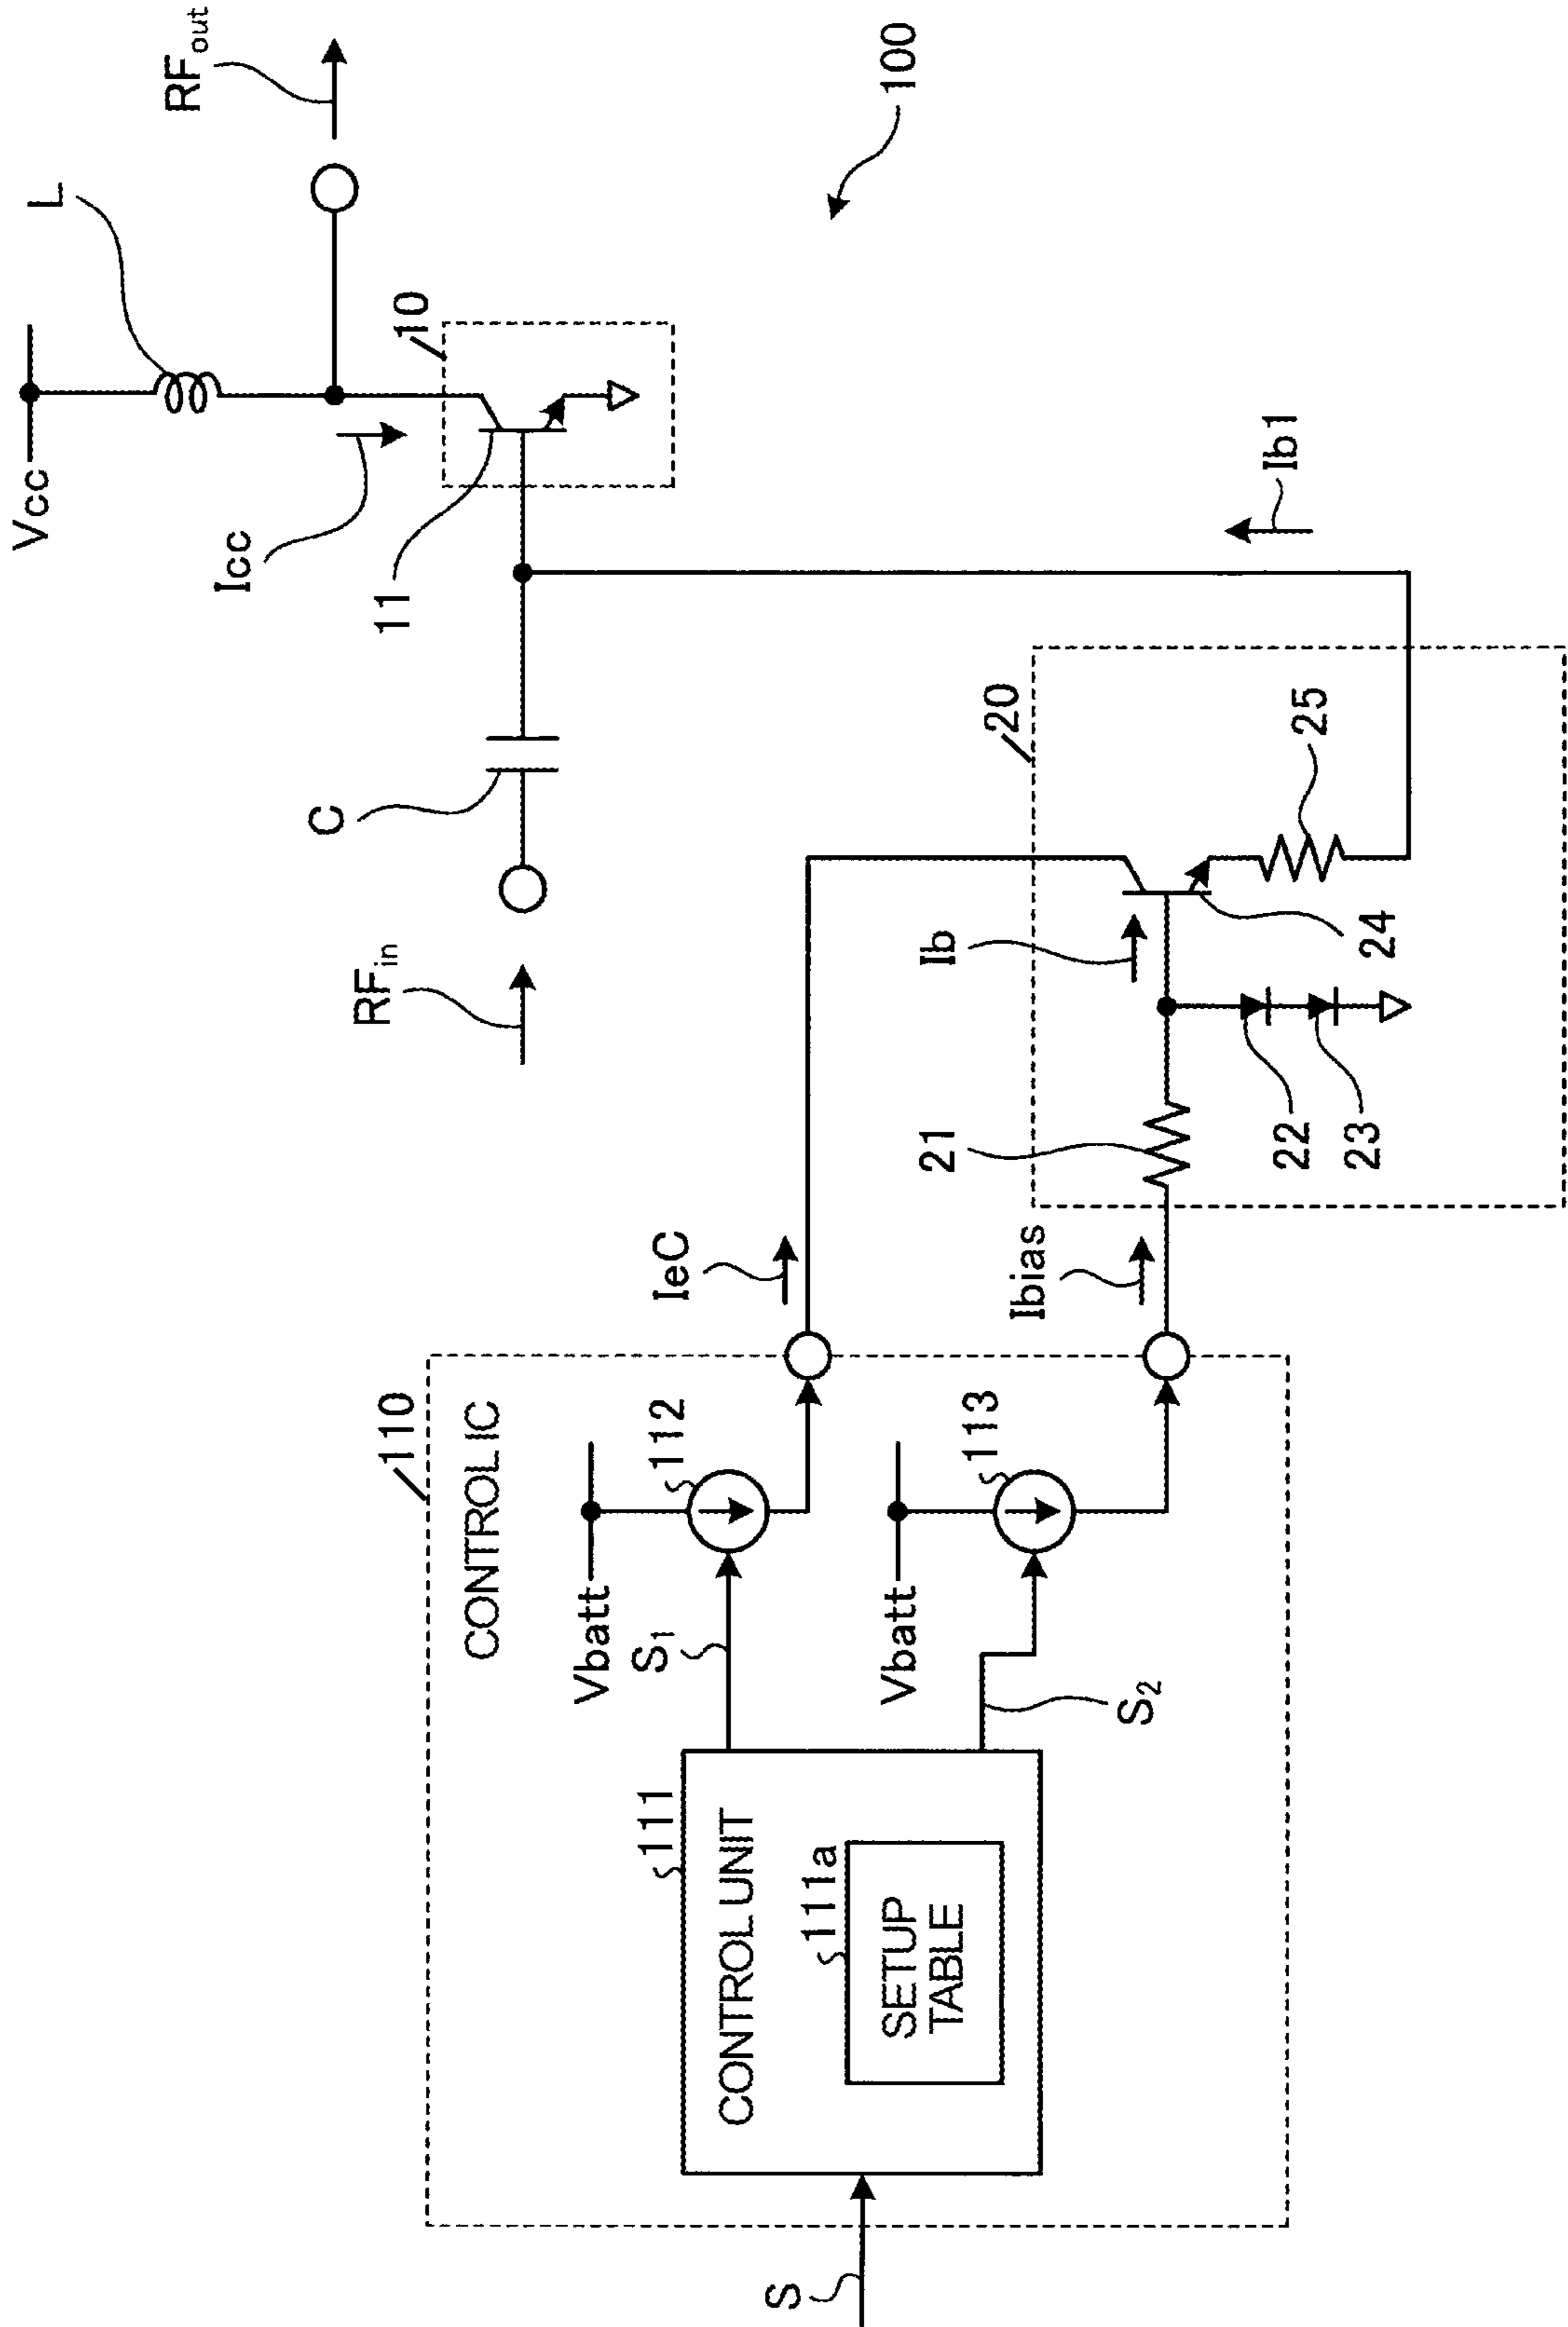 Vcc
L
RFout
Icc
10
11
C
RFin
100
110
CONTROL IC
Vbatt
112
IeC
S1
111
CONTROL UNIT
111a
SETUP
TABLE
S
Vbatt
113
S2
Ibias
20
21
Ib
22
23
24
25
Ib1